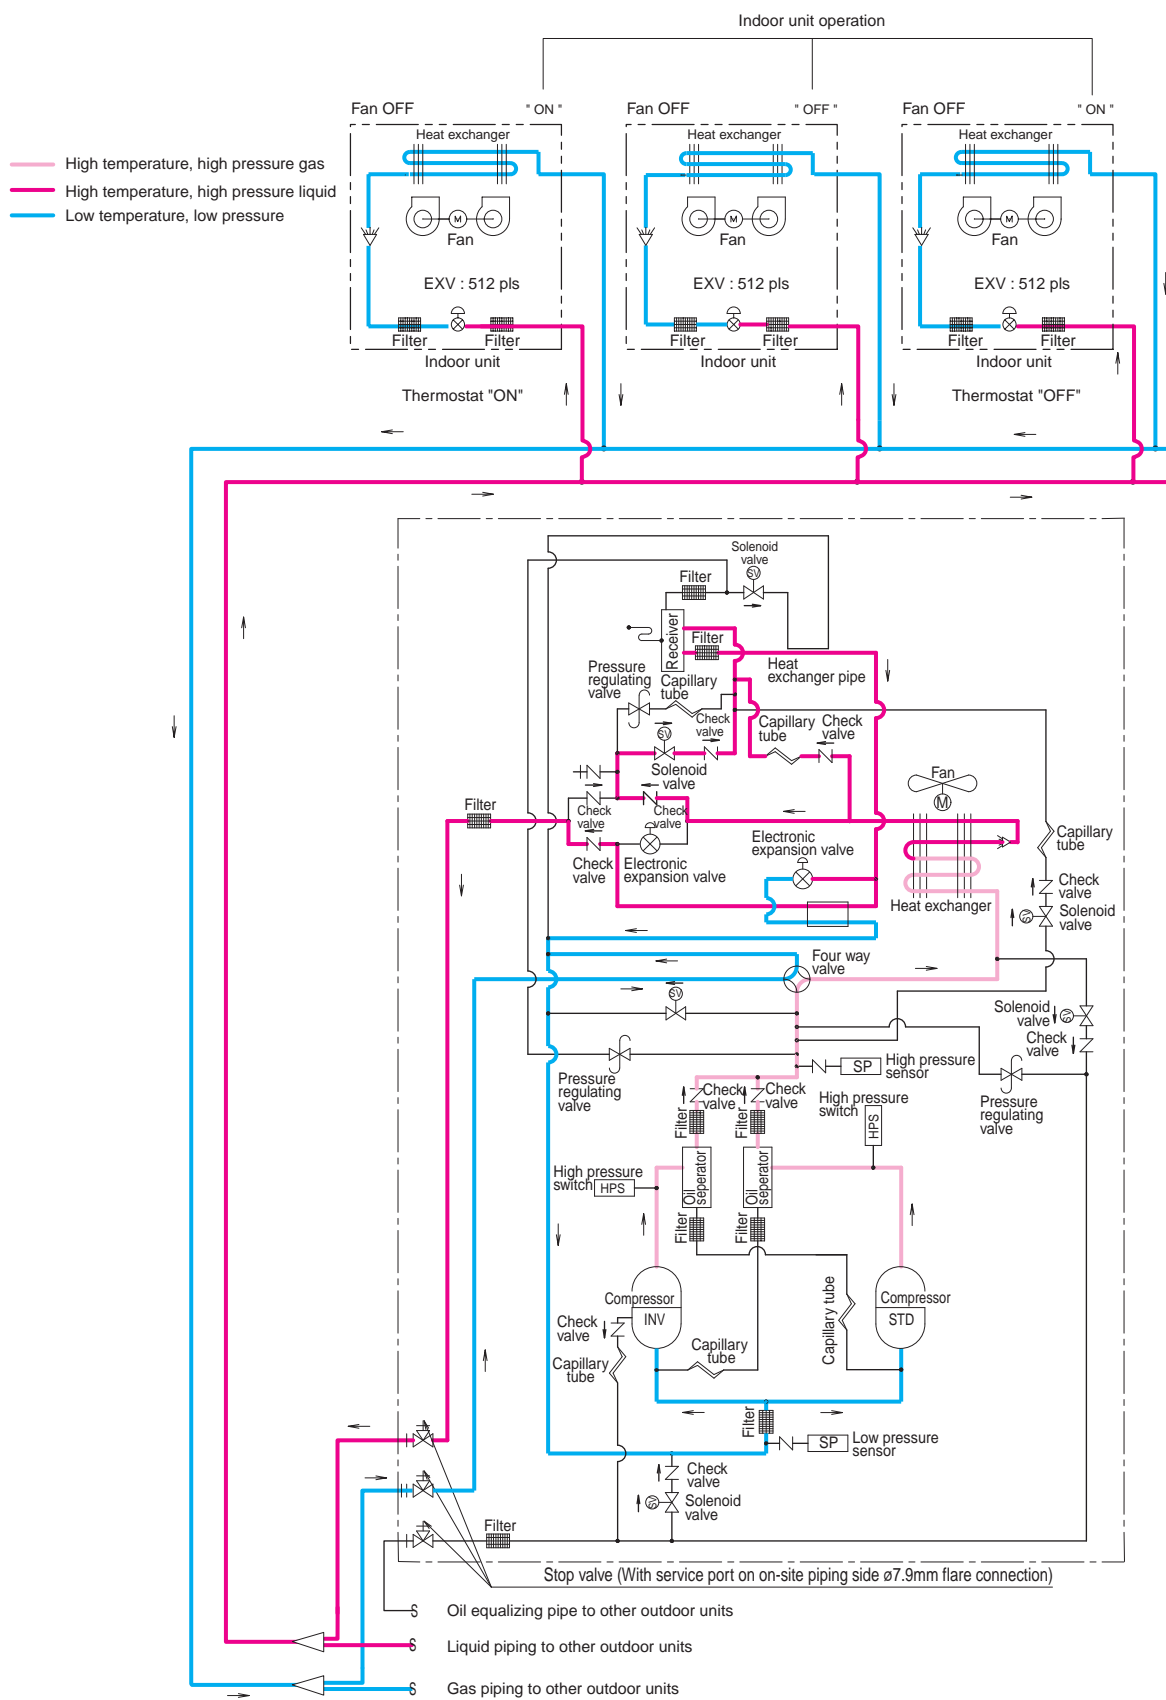 Indoor unit operation
Fan OFF
" ON "
Fan OFF
" OFF "
Fan OFF
" ON "
Heat exchanger
Heat exchanger
Heat exchanger
High temperature, high pressure gas
High temperature, high pressure liquid
Low temperature, low pressure
M
M
M
Fan
Fan
Fan
EXV : 512 pls
EXV : 512 pls
EXV : 512 pls
Filter
Filter
Filter
Filter
Filter
Filter
Indoor unit
Indoor unit
Indoor unit
Thermostat "ON"
Thermostat "OFF"
Solenoid
valve
SV
Filter
Receiver
Filter
Heat
exchanger pipe
Pressure
regulating
valve
Capillary
tube
Check
valve
SV
Solenoid
valve
Capillary
tube
Check
valve
Fan
M
Filter
Check
valve
Check
valve
Check
valve
Electronic
expansion valve
Electronic
expansion valve
Capillary
tube
Heat exchanger
Check
valve
SV
Solenoid
valve
Four way
valve
SV
Solenoid
valve
SV
Check
valve
Pressure
regulating
valve
SP
High pressure
sensor
Pressure
regulating
valve
Check
valve
Check
valve
Filter
Filter
High pressure
switch
HPS
High pressure
switch
HPS
Oil
seperator
Oil
seperator
Filter
Filter
Compressor
INV
Compressor
STD
Capillary tube
Check
valve
Capillary
tube
Capillary
tube
Filter
SP
Low pressure
sensor
Check
valve
SV
Solenoid
valve
Filter
Stop valve (With service port on on-site piping side ø7.9mm flare connection)
Oil equalizing pipe to other outdoor units
Liquid piping to other outdoor units
Gas piping to other outdoor units